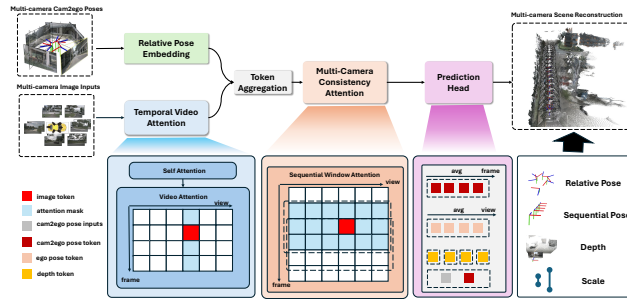 Multi-camera Cam2ego Poses
Multi-camera Image Inputs
Relative Pose
Embedding
Temporal Video
Attention
Token
Aggregation
Multi-Camera
Consistency
Attention
Prediction
Head
Multi-camera Scene Reconstruction
image token
attention mask
cam2ego pose inputs
cam2ego pose token
ego pose token
depth token
Self Attention
Video Attention
view
frame
Sequential Window Attention
view
frame
avg frame
avg view
Relative Pose
Sequential Pose
Depth
Scale